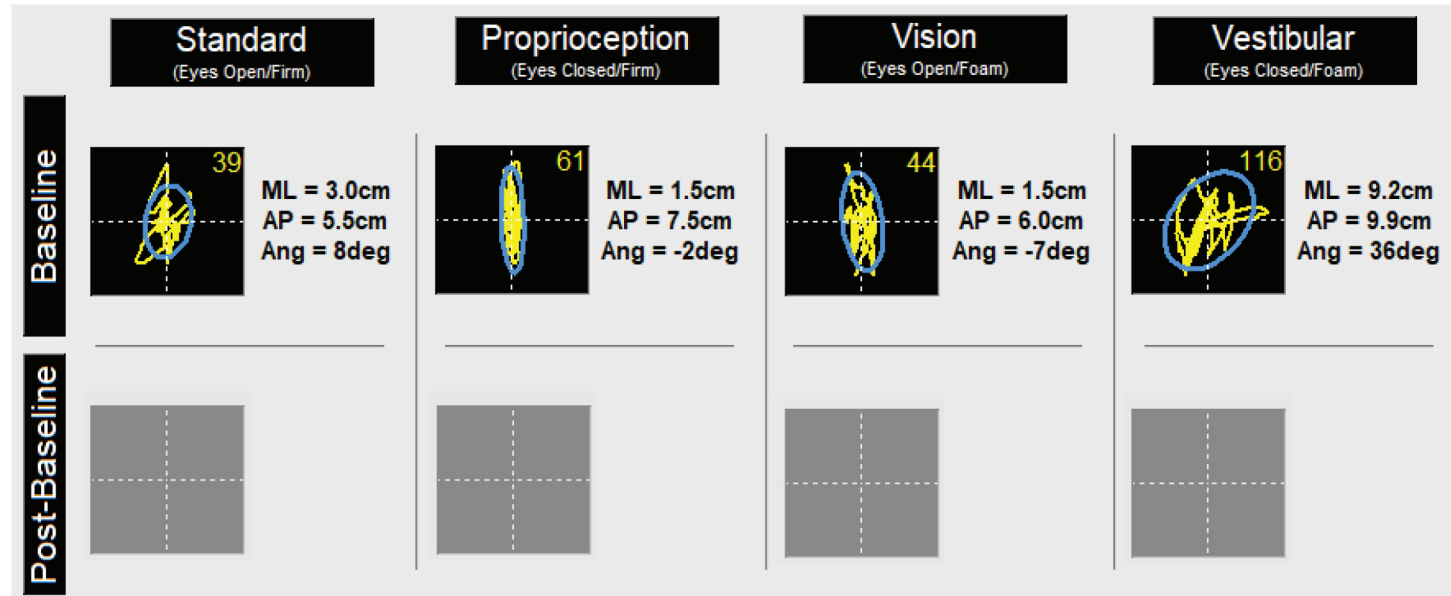 Standard
(Eyes Open/Firm)
Proprioception
(Eyes Closed/Firm)
Vision
(Eyes Open/Foam)
Vestibular
(Eyes Closed/Foam)
Baseline
39
ML = 3.0cm
AP = 5.5cm
Ang = 8deg
61
ML = 1.5cm
AP = 7.5cm
Ang = -2deg
44
ML = 1.5cm
AP = 6.0cm
Ang = -7deg
116
ML = 9.2cm
AP = 9.9cm
Ang = 36deg
Post-Baseline